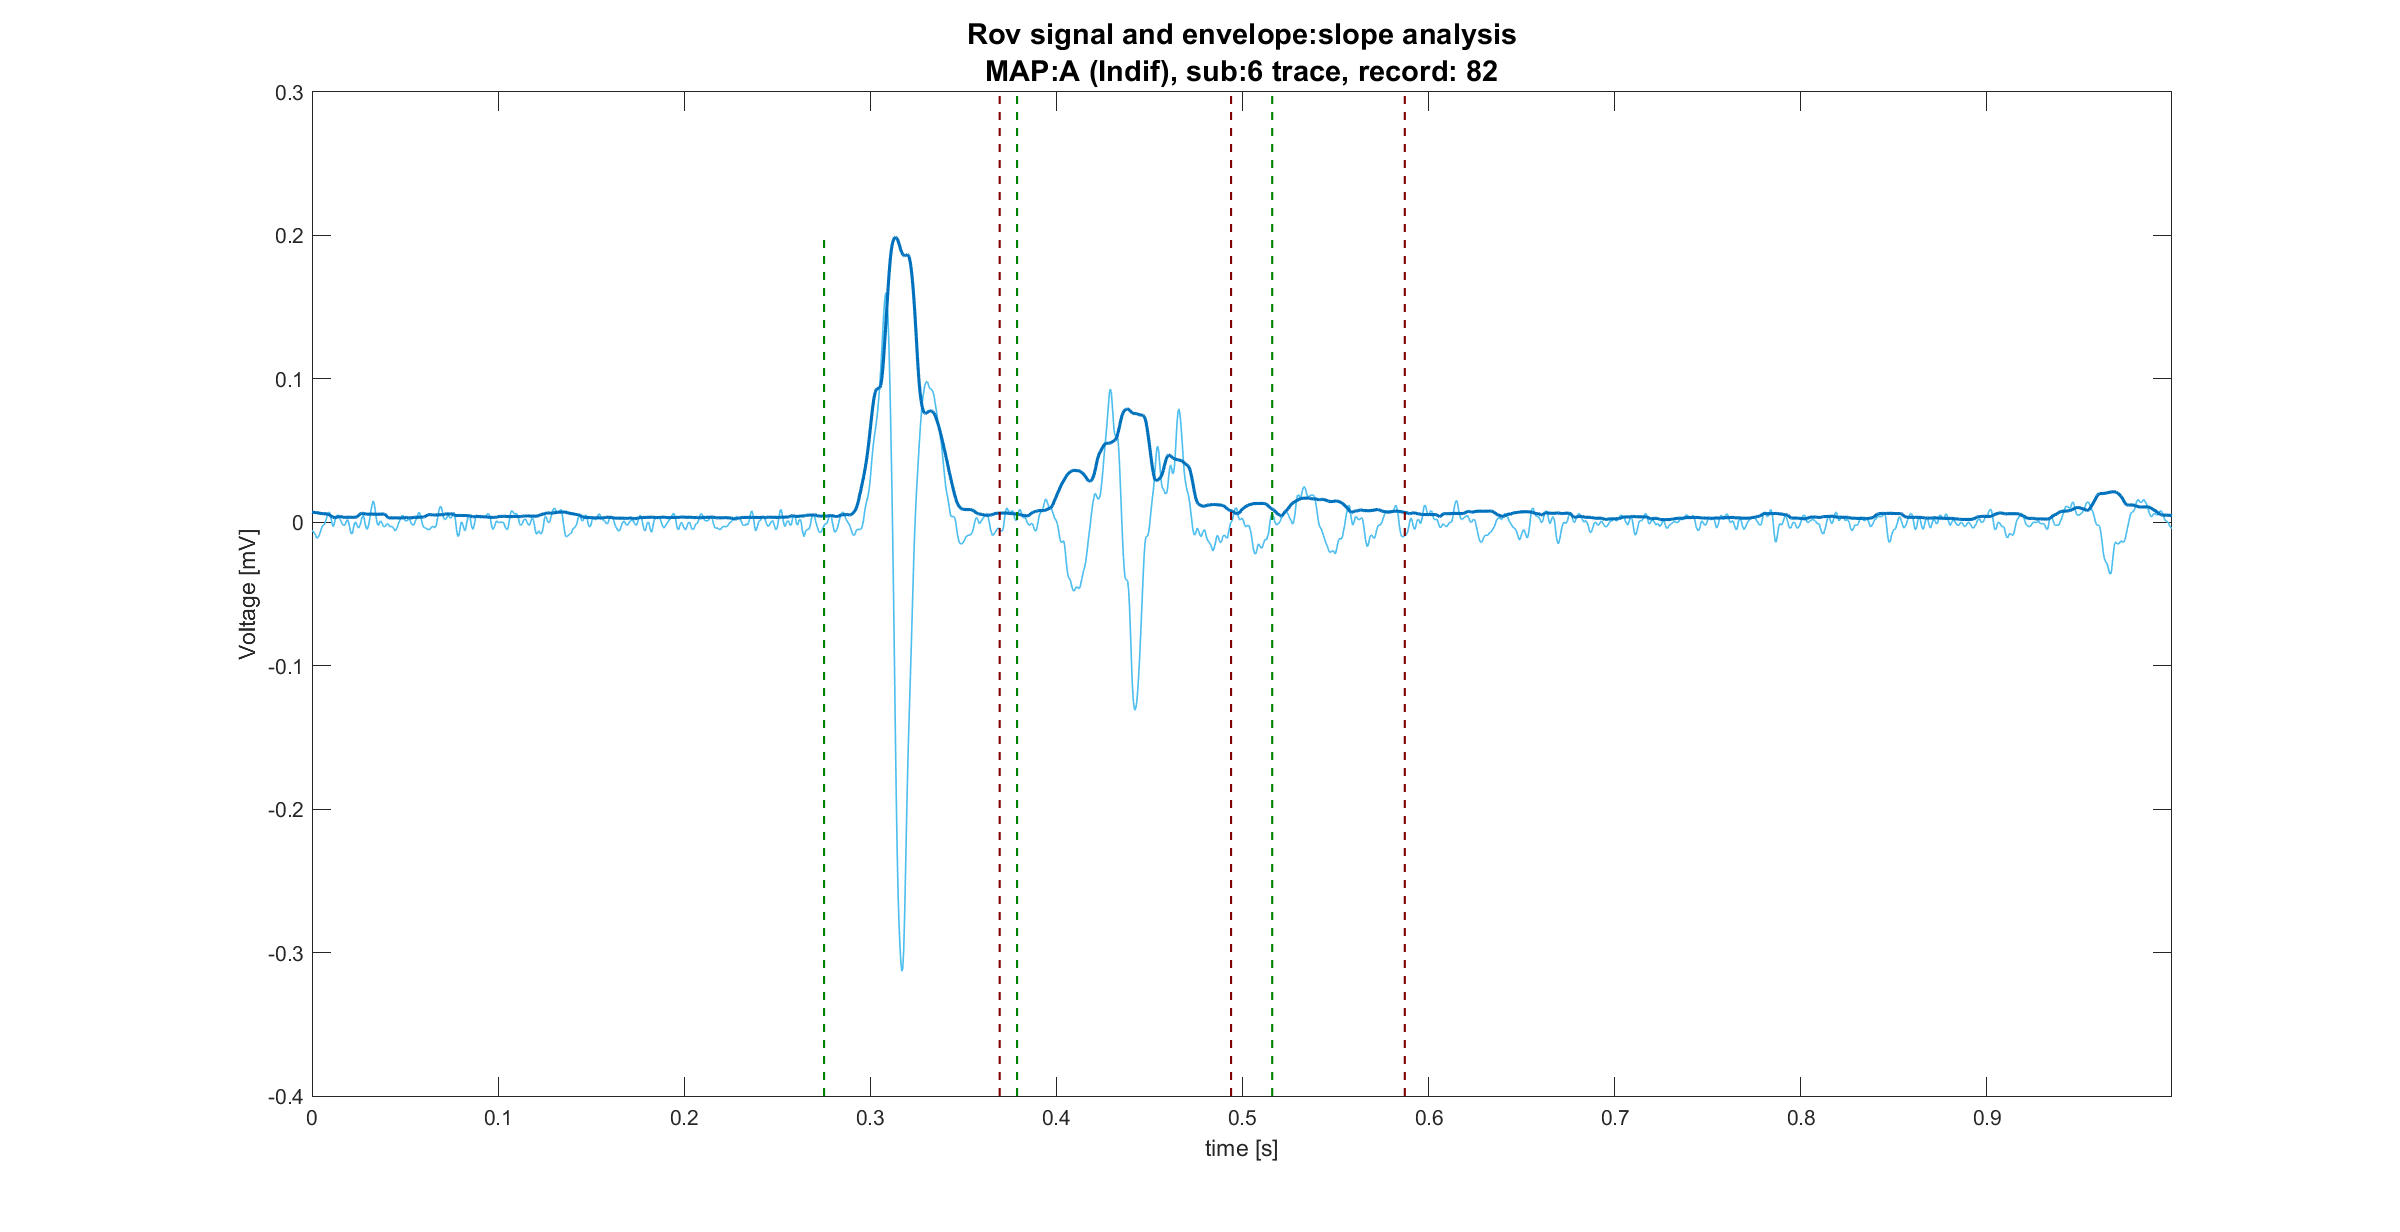 Rov signal and envelope:slope analysis
MAP:A (Indif), sub:6 trace, record: 82
0.3
0.2
0.1
0
-0.1
-0.2
-0.3
-0.4
Voltage [mV]
0 0.1 0.2 0.3 0.4 0.5 0.6 0.7 0.8 0.9
time [s]